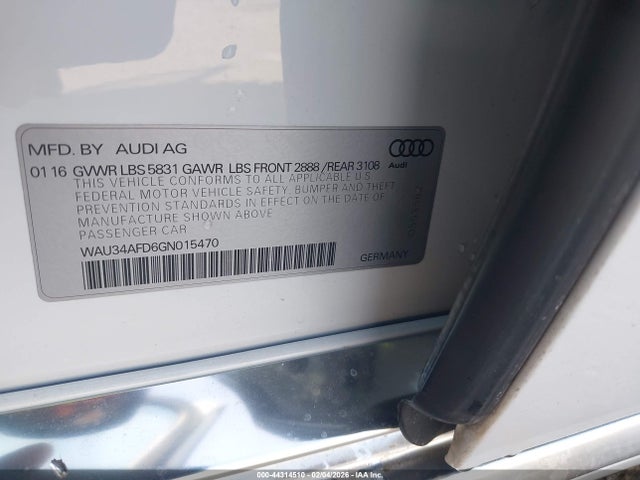 MFD. BY AUDI AG
Audi
01 16 GVWR LBS 5831 GAWR LBS FRONT 2888 / REAR 3108
THIS VEHICLE CONFORMS TO ALL APPLICABLE U S
FEDERAL MOTOR VEHICLE SAFETY, BUMPER AND THEFT
PREVENTION STANDARDS IN EFFECT ON THE DATE OF
MANUFACTURE SHOWN ABOVE
PASSENGER CAR
WAU34AFD6GN015470
GERMANY
000-44314510 - 02/04/2026 - IAA Inc.